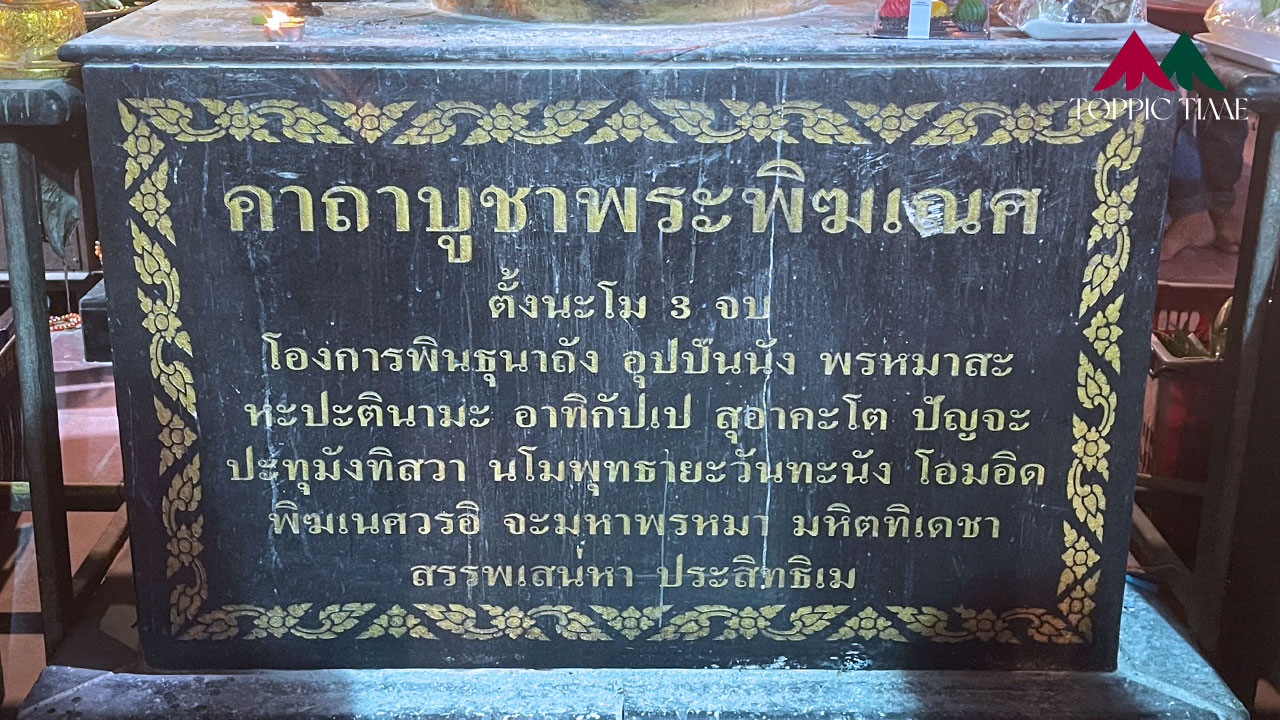 TOPPIC TIME
คาถาบูชาพระพิฆเณศ
ตั้งนะโม 3 จบ
โองการพินธุนาถัง อุปปันนัง พรหมาสะ
หะปะตินามะ อาทิกัปเป สุอาคะโต ปัญจะ
ปะทุมังทิสวา นโมพุทธายะวันทะนัง โอมอิด
พิฆเนศวรอิ จะมหาพรหมา มหิตทิเดชา
สรรพเสน่หา ประสิทธิเม